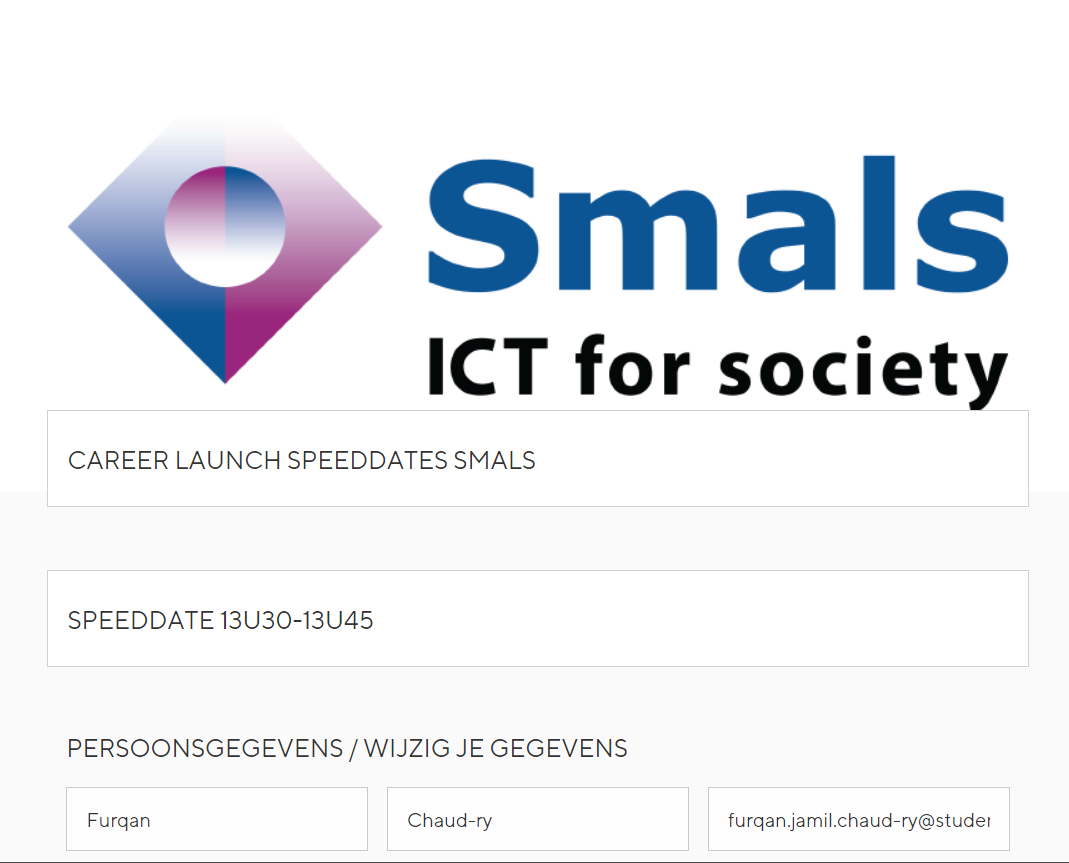 Smals
ICT for society
CAREER LAUNCH SPEEDDATES SMALS
SPEEDDATE 13U30-13U45
PERSOONSGEGEVENS / WIJZIG JE GEGEVENS
Furqan Chaud-ry furqan.jamil.chaud-ry@studen